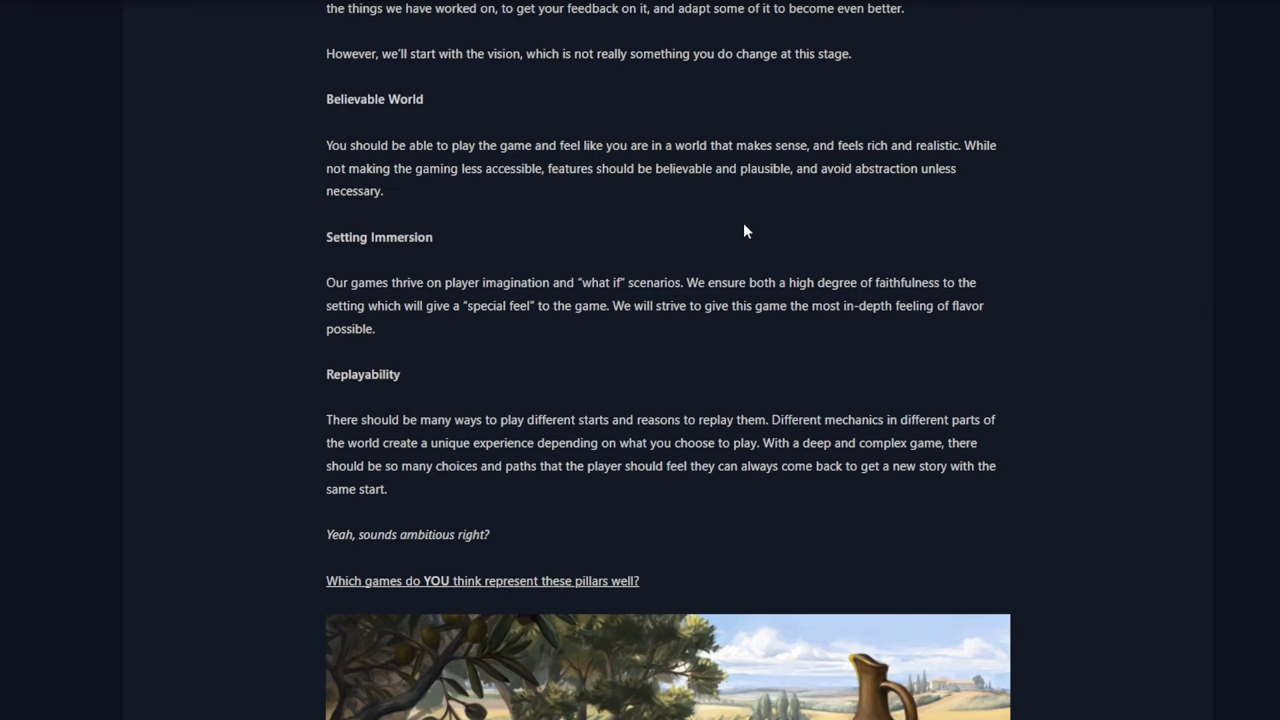 the things we have worked on, to get your feedback on it, and adapt some of it to become even better.
However, we'll start with the vision, which is not really something you do change at this stage.
Believable World
You should be able to play the game and feel like you are in a world that makes sense, and feels rich and realistic. While
not making the gaming less accessible, features should be believable and plausible, and avoid abstraction unless
necessary.
Setting Immersion
Our games thrive on player imagination and “what if” scenarios. We ensure both a high degree of faithfulness to the
setting which will give a “special feel” to the game. We will strive to give this game the most in-depth feeling of flavor
possible.
Replayability
There should be many ways to play different starts and reasons to replay them. Different mechanics in different parts of
the world create a unique experience depending on what you choose to play. With a deep and complex game, there
should be so many choices and paths that the player should feel they can always come back to get a new story with the
same start.
Yeah, sounds ambitious right?
Which games do YOU think represent these pillars well?